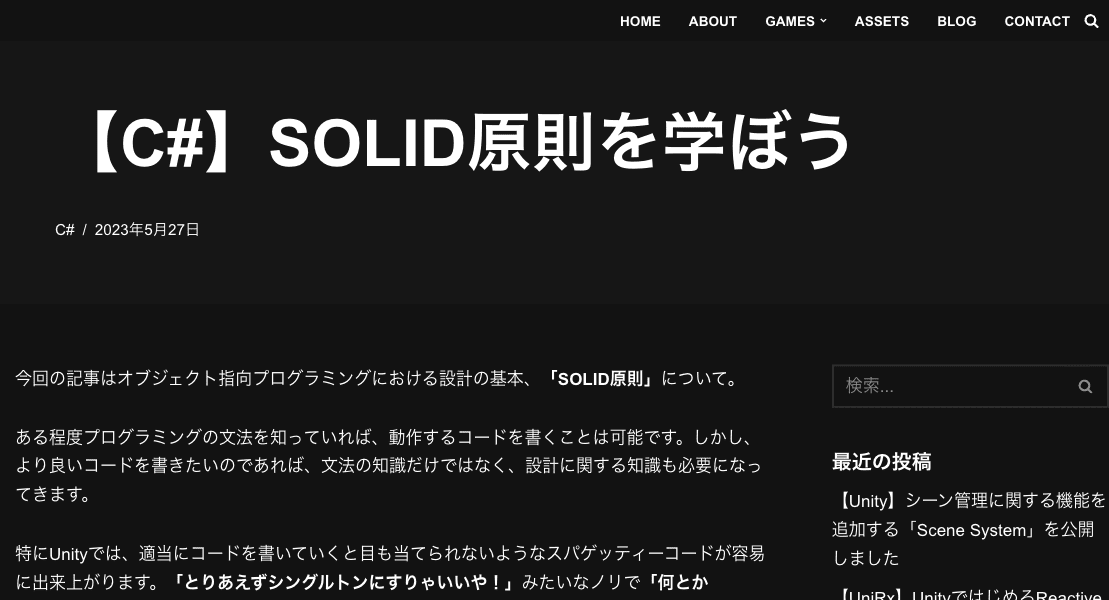 HOME ABOUT GAMES ASSETS BLOG CONTACT
【C#】SOLID原則を学ぼう
C# / 2023年5月27日
今回の記事はオブジェクト指向プログラミングにおける設計の基本、「SOLID原則」について。
ある程度プログラミングの文法を知っていれば、動作するコードを書くことは可能です。しかし、
より良いコードを書きたいのであれば、文法の知識だけではなく、設計に関する知識も必要になっ
てきます。
特にUnityでは、適当にコードを書いていくと目も当てられないようなスパゲッティーコードが容易
に出来上がります。「とりあえずシングルトンにすりゃいいや！」みたいなノリで「何とか
検索...
最近の投稿
【Unity】シーン管理に関する機能を
追加する「Scene System」を公開
しました
【UniRx】UnityではじめるReactive